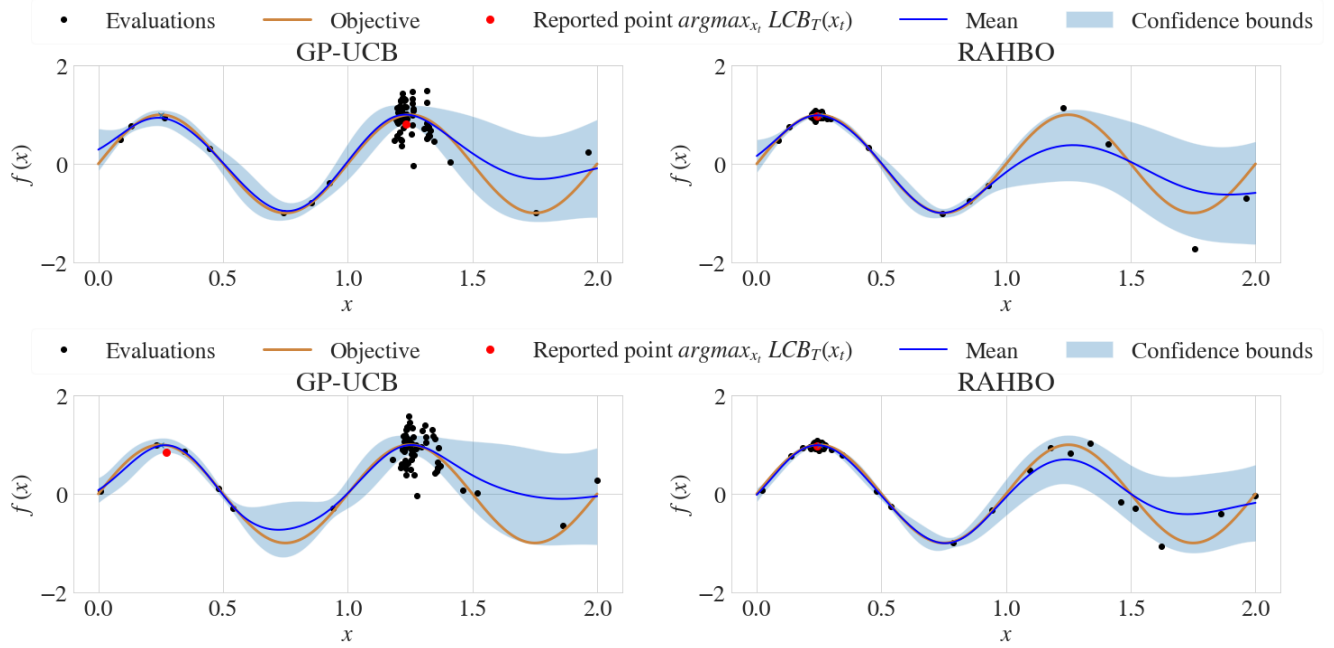 Evaluations Objective Reported point argmax_{x_t} LCB_T(x_t) Mean Confidence bounds
GP-UCB RAHBO
2 2
f(x) 0 f(x) 0
−2 −2
0.0 0.5 1.0 1.5 2.0 0.0 0.5 1.0 1.5 2.0
x x
Evaluations Objective Reported point argmax_{x_t} LCB_T(x_t) Mean Confidence bounds
GP-UCB RAHBO
2 2
f(x) 0 f(x) 0
−2 −2
0.0 0.5 1.0 1.5 2.0 0.0 0.5 1.0 1.5 2.0
x x